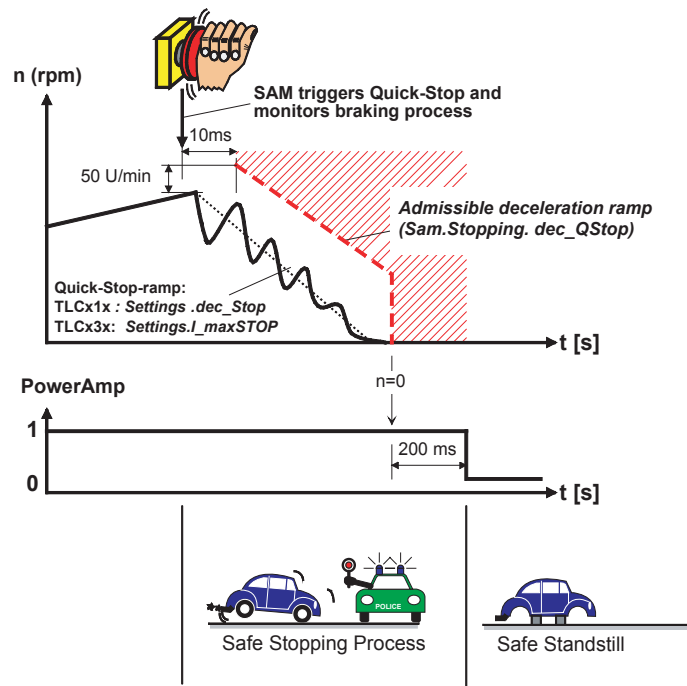 n (rpm)
SAM triggers Quick-Stop and
monitors braking process
10ms
50 U/min
Admissible deceleration ramp
(Sam.Stopping. dec_QStop)
Quick-Stop-ramp:
TLCx1x : Settings .dec_Stop
TLCx3x: Settings.I_maxSTOP
t [s]
n=0
PowerAmp
1
200 ms
0
t [s]
POLICE
Safe Stopping Process
Safe Standstill